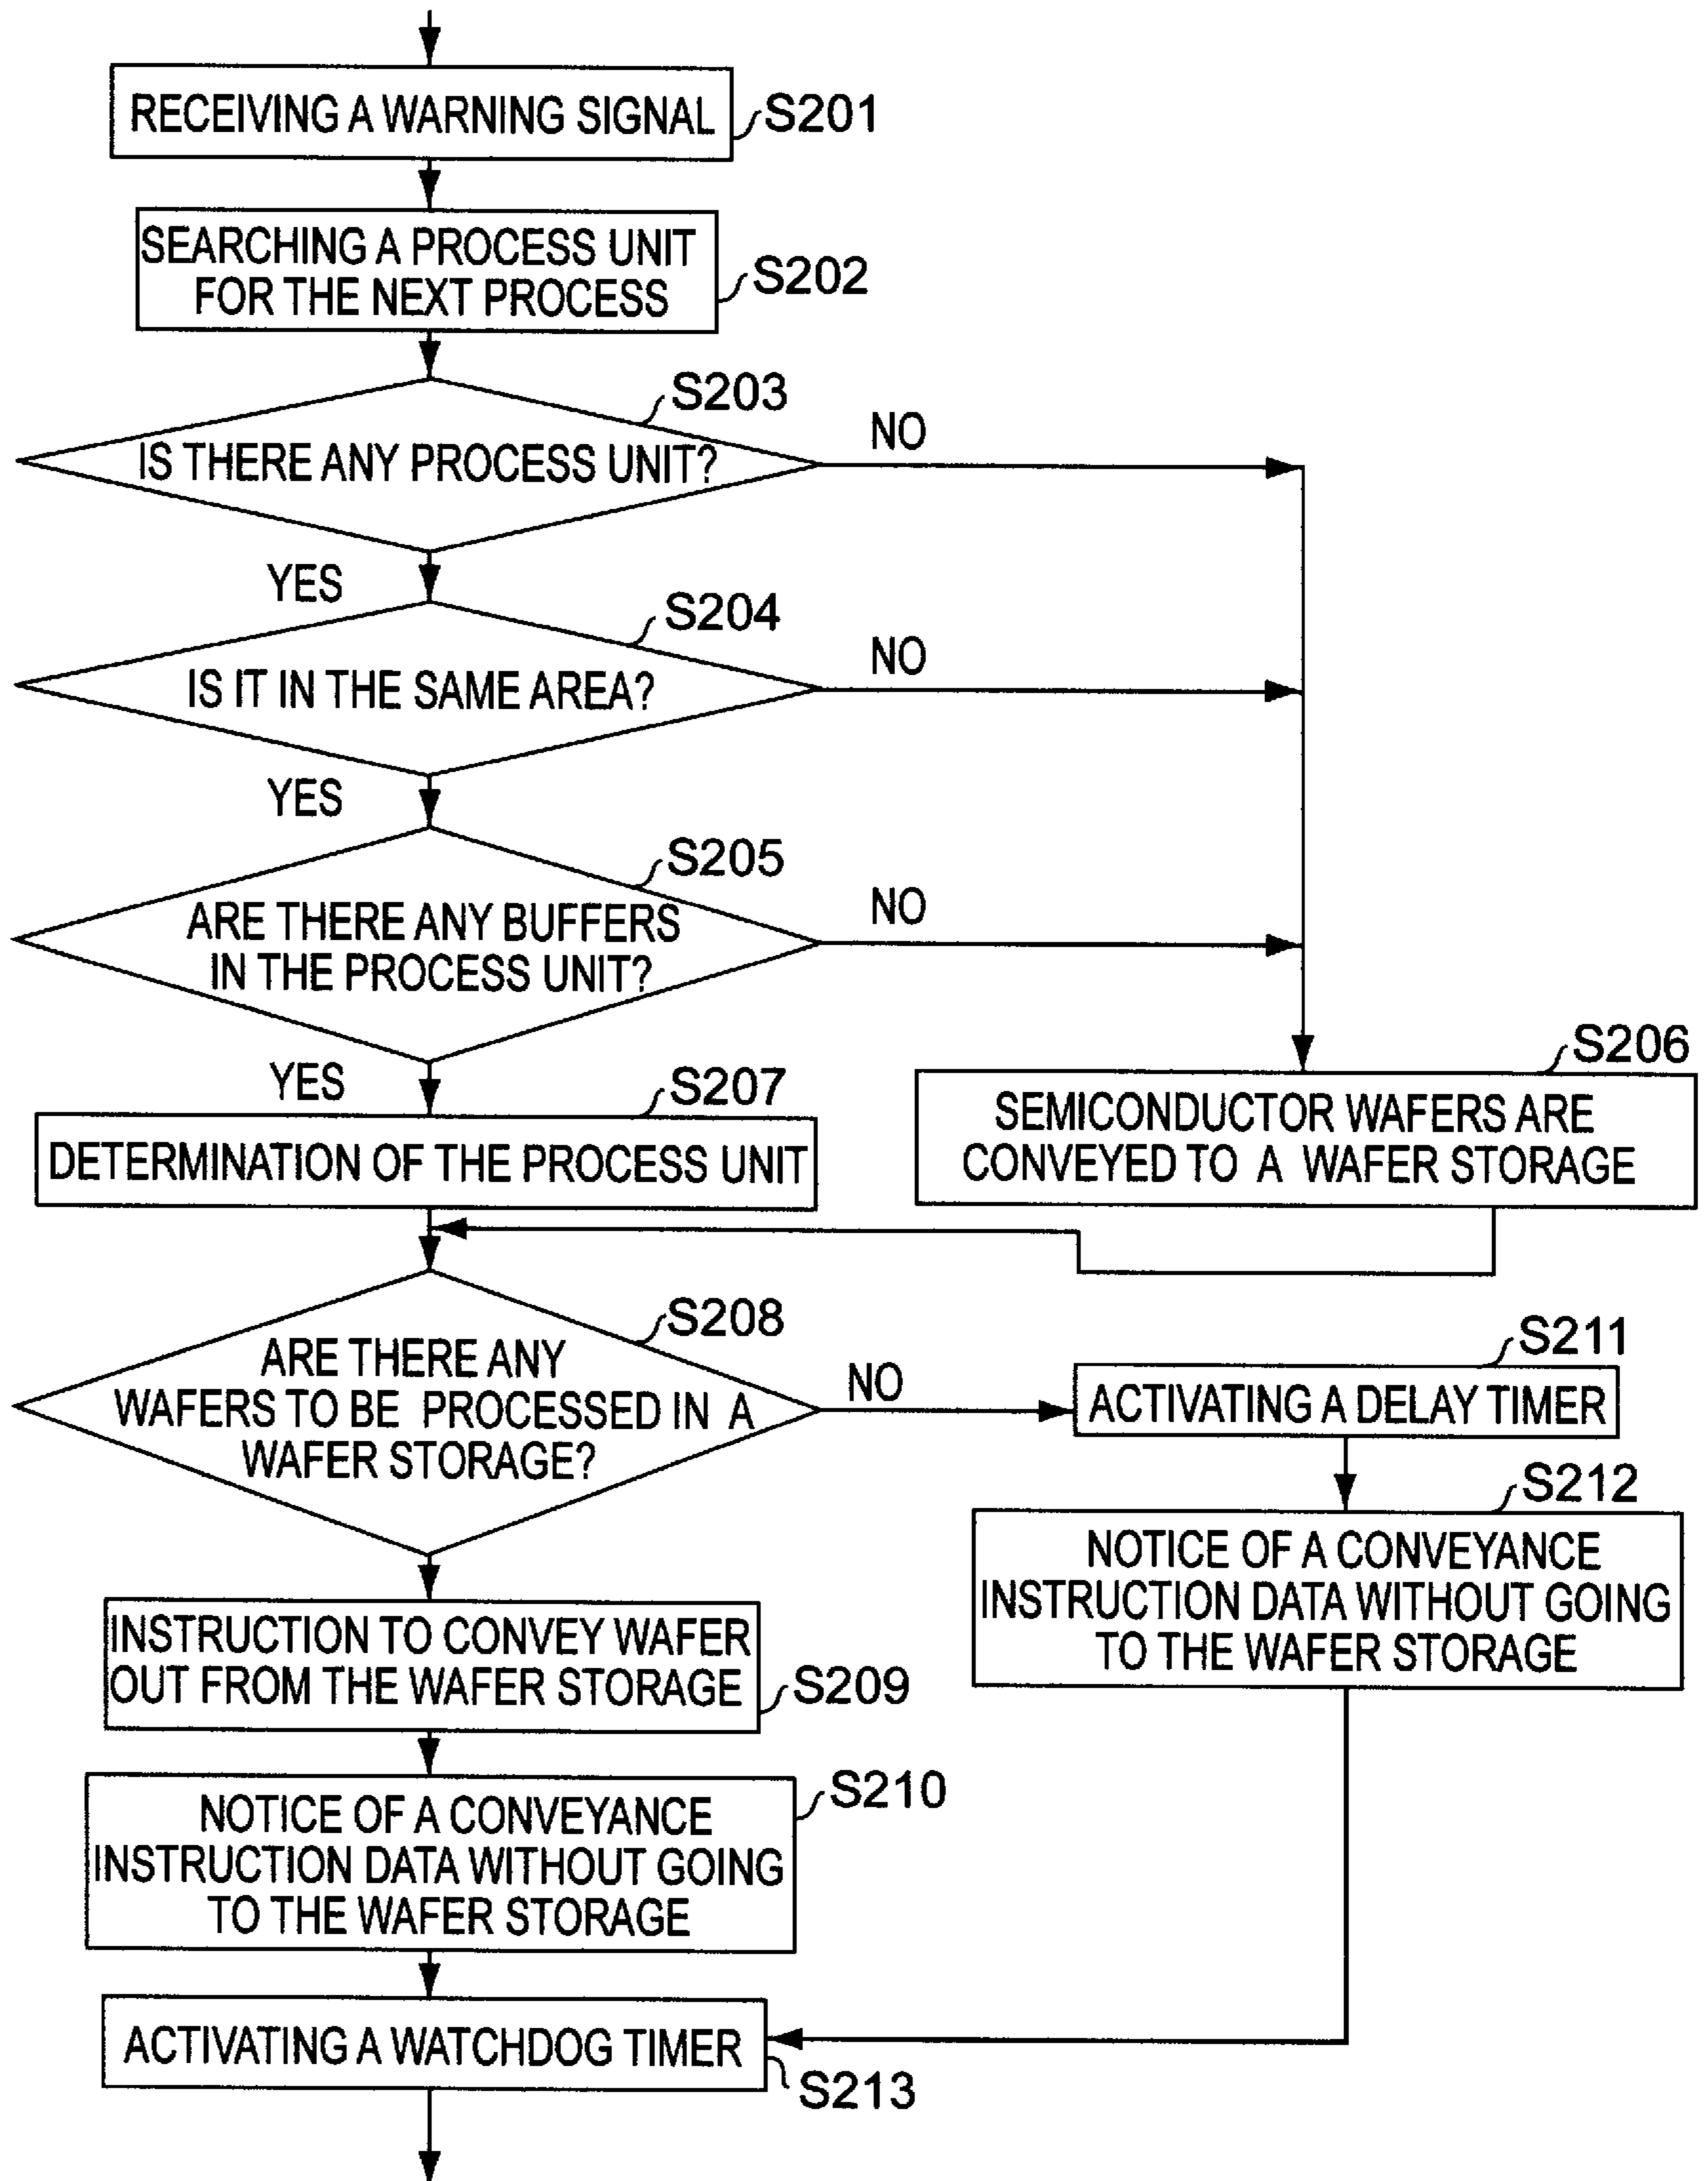 RECEIVING A WARNING SIGNAL
S201
SEARCHING A PROCESS UNIT
FOR THE NEXT PROCESS
S202
S203
IS THERE ANY PROCESS UNIT?
NO
YES
S204
IS IT IN THE SAME AREA?
NO
YES
S205
ARE THERE ANY BUFFERS
IN THE PROCESS UNIT?
NO
YES
S206
SEMICONDUCTOR WAFERS ARE
CONVEYED TO A WAFER STORAGE
S207
DETERMINATION OF THE PROCESS UNIT
S208
ARE THERE ANY
WAFERS TO BE PROCESSED IN A
WAFER STORAGE?
NO
S211
ACTIVATING A DELAY TIMER
S212
NOTICE OF A CONVEYANCE
INSTRUCTION DATA WITHOUT GOING
TO THE WAFER STORAGE
INSTRUCTION TO CONVEY WAFER
OUT FROM THE WAFER STORAGE
S209
S210
NOTICE OF A CONVEYANCE
INSTRUCTION DATA WITHOUT GOING
TO THE WAFER STORAGE
ACTIVATING A WATCHDOG TIMER
S213